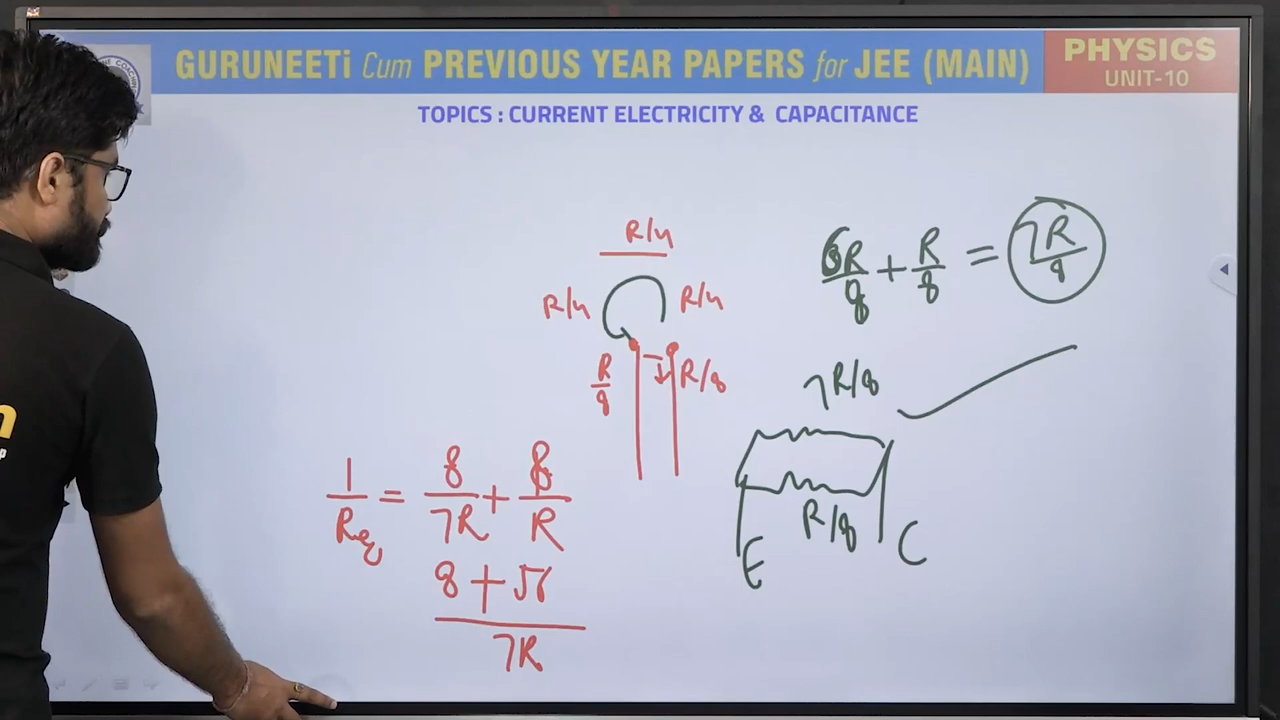 GURUNEETi Cum PREVIOUS YEAR PAPERS for JEE (MAIN)
PHYSICS
UNIT-10
TOPICS : CURRENT ELECTRICITY & CAPACITANCE
R/4
R/4 R/4
R/8 R/8
6R/8 + R/8 = 7R/8
7R/8
R/8
E C
1/Req = 8/7R + 8/R
8 + 56
7R